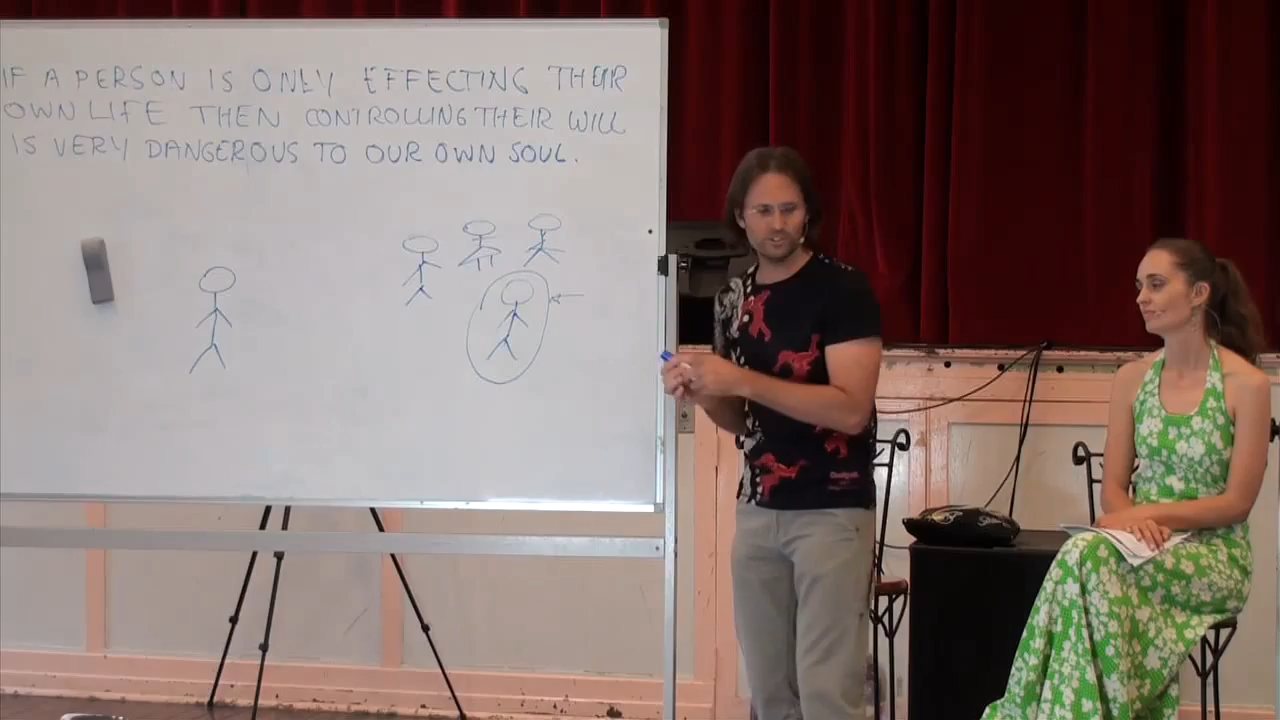 IF A PERSON IS ONLY EFFECTING THEIR
OWN LIFE THEN CONTROLLING THEIR WILL
IS VERY DANGEROUS TO OUR OWN SOUL.